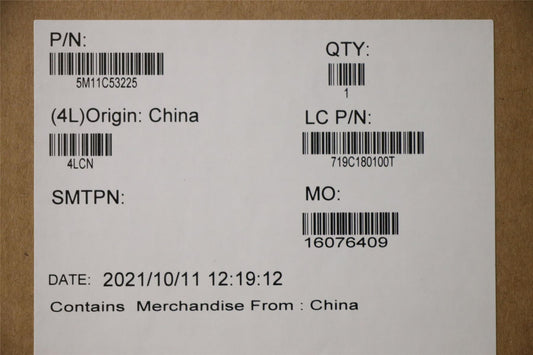 P/N:
QTY:
5M11C53225
1
(4L)Origin: China
LC P/N:
4LCN
719C180100T
SMTPN:
MO:
16076409
DATE: 2021/10/11 12:19:12
Contains Merchandise From : China